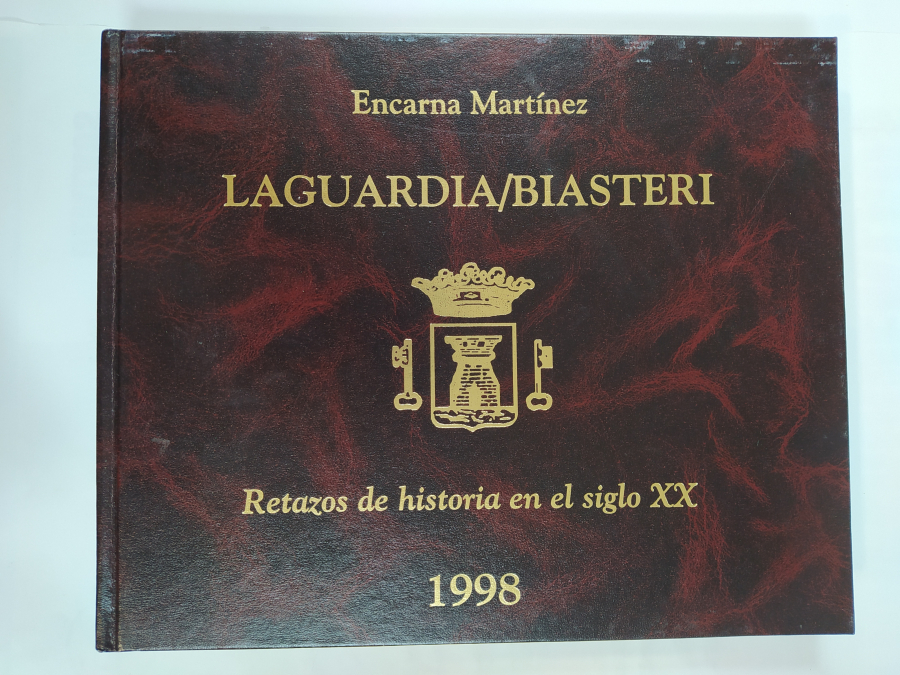 Encarna Martínez
LAGUARDIA/BIASTERI
Retazos de historia en el siglo XX
1998